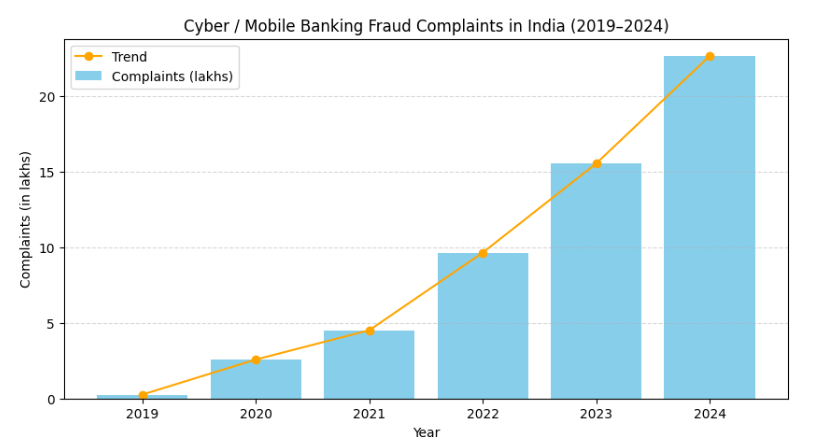 Cyber / Mobile Banking Fraud Complaints in India (2019–2024)
Trend
Complaints (lakhs)
Complaints (in lakhs)
20
15
10
5
0
2019 2020 2021 2022 2023 2024
Year